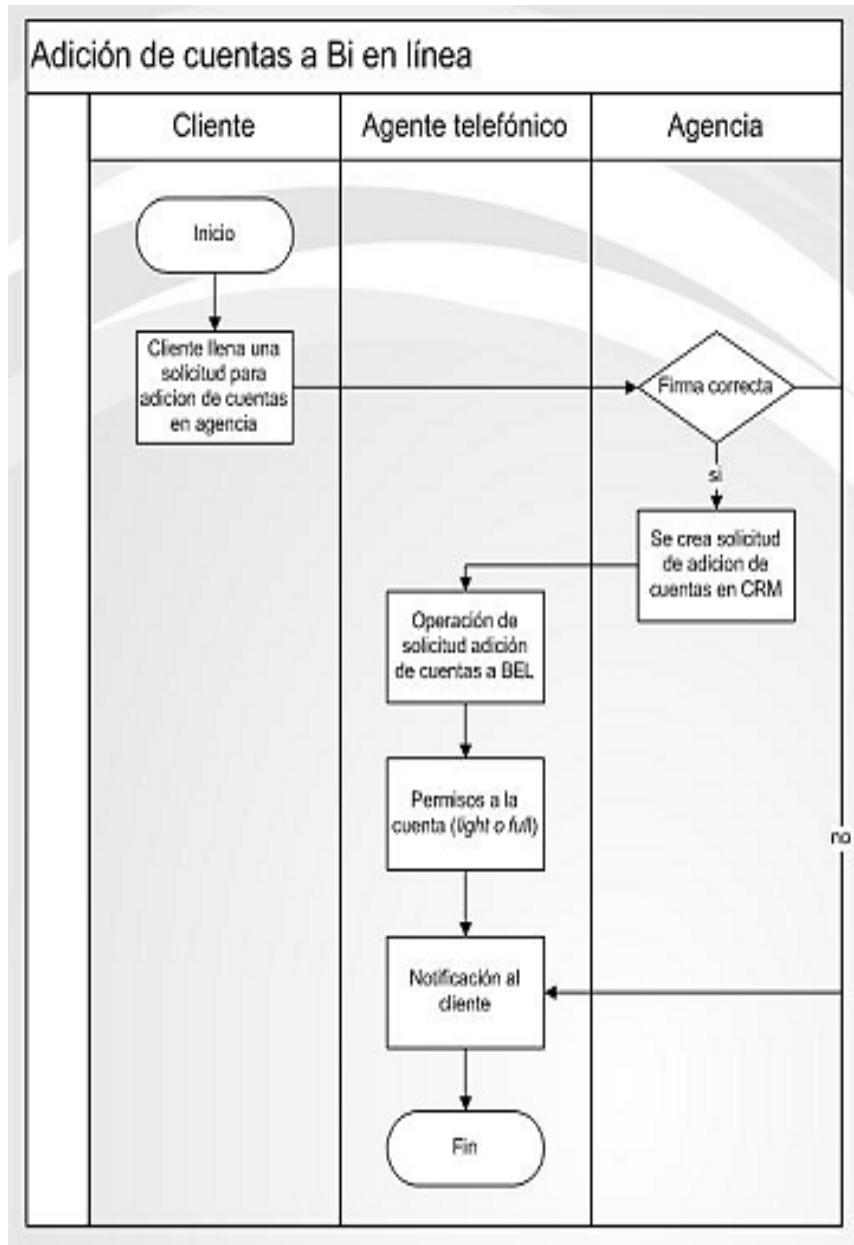 Adición de cuentas a Bi en línea
Cliente
Agente telefónico
Agencia
Inicio
Cliente llena una
solicitud para
adicion de cuentas
en agencia
Firma correcta
si
Se crea solicitud
de adicion de
cuentas en CRM
Operación de
solicitud adición
de cuentas a BEL
Permisos a la
cuenta (light o full)
no
Notificación al
cliente
Fin